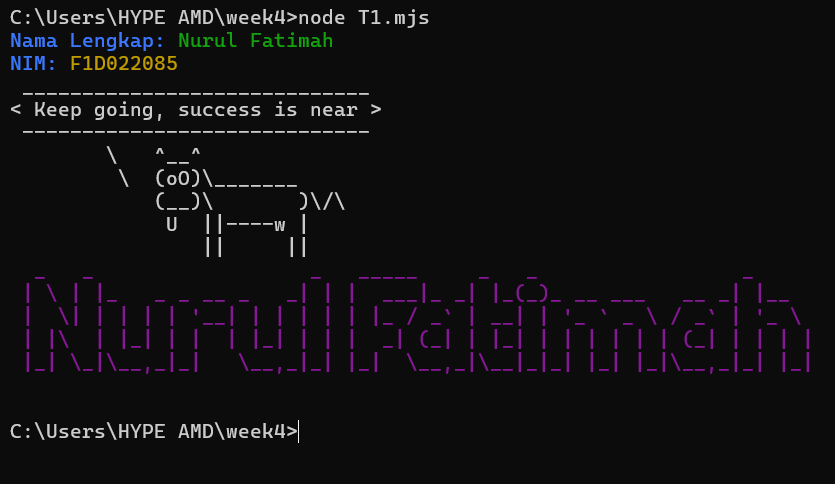 C:\Users\HYPE AMD\week4>node T1.mjs
Nama Lengkap: Nurul Fatimah
NIM: F1D022085
< Keep going, success is near >
Nurul Fatimah
C:\Users\HYPE AMD\week4>